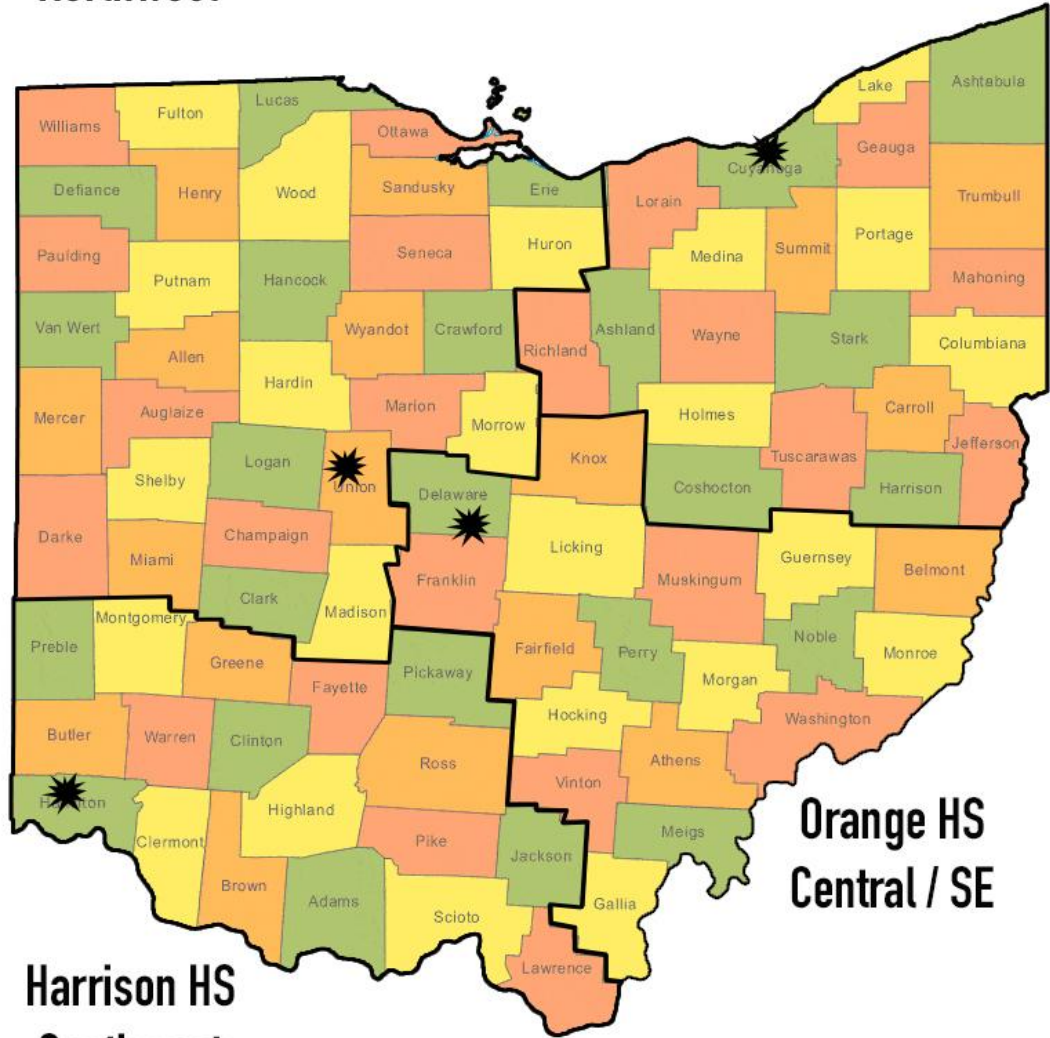 Lake
Ashtabula
Lucas
Fulton
Williams
Ottawa
Geauga
Cuyahoga
Defiance
Henry
Wood
Sandusky
Erie
Lorain
Trumbull
Summit
Portage
Huron
Medina
Paulding
Putnam
Hancock
Seneca
Mahoning
Van Wert
Allen
Wyandot
Crawford
Richland
Ashland
Wayne
Stark
Columbiana
Hardin
Mercer
Auglaize
Marion
Morrow
Holmes
Carroll
Jefferson
Tuscarawas
Knox
Logan
Shelby
Union
Delaware
Coshocton
Harrison
Darke
Champaign
Miami
Licking
Guernsey
Belmont
Franklin
Muskingum
Clark
Madison
Montgomery
Preble
Greene
Fairfield
Perry
Noble
Monroe
Fayette
Pickaway
Morgan
Hocking
Washington
Butler
Warren
Clinton
Ross
Athens
Vinton
Hamilton
Highland
Clermont
Pike
Jackson
Meigs
Orange HS
Central / SE
Brown
Adams
Scioto
Gallia
Lawrence
Harrison HS